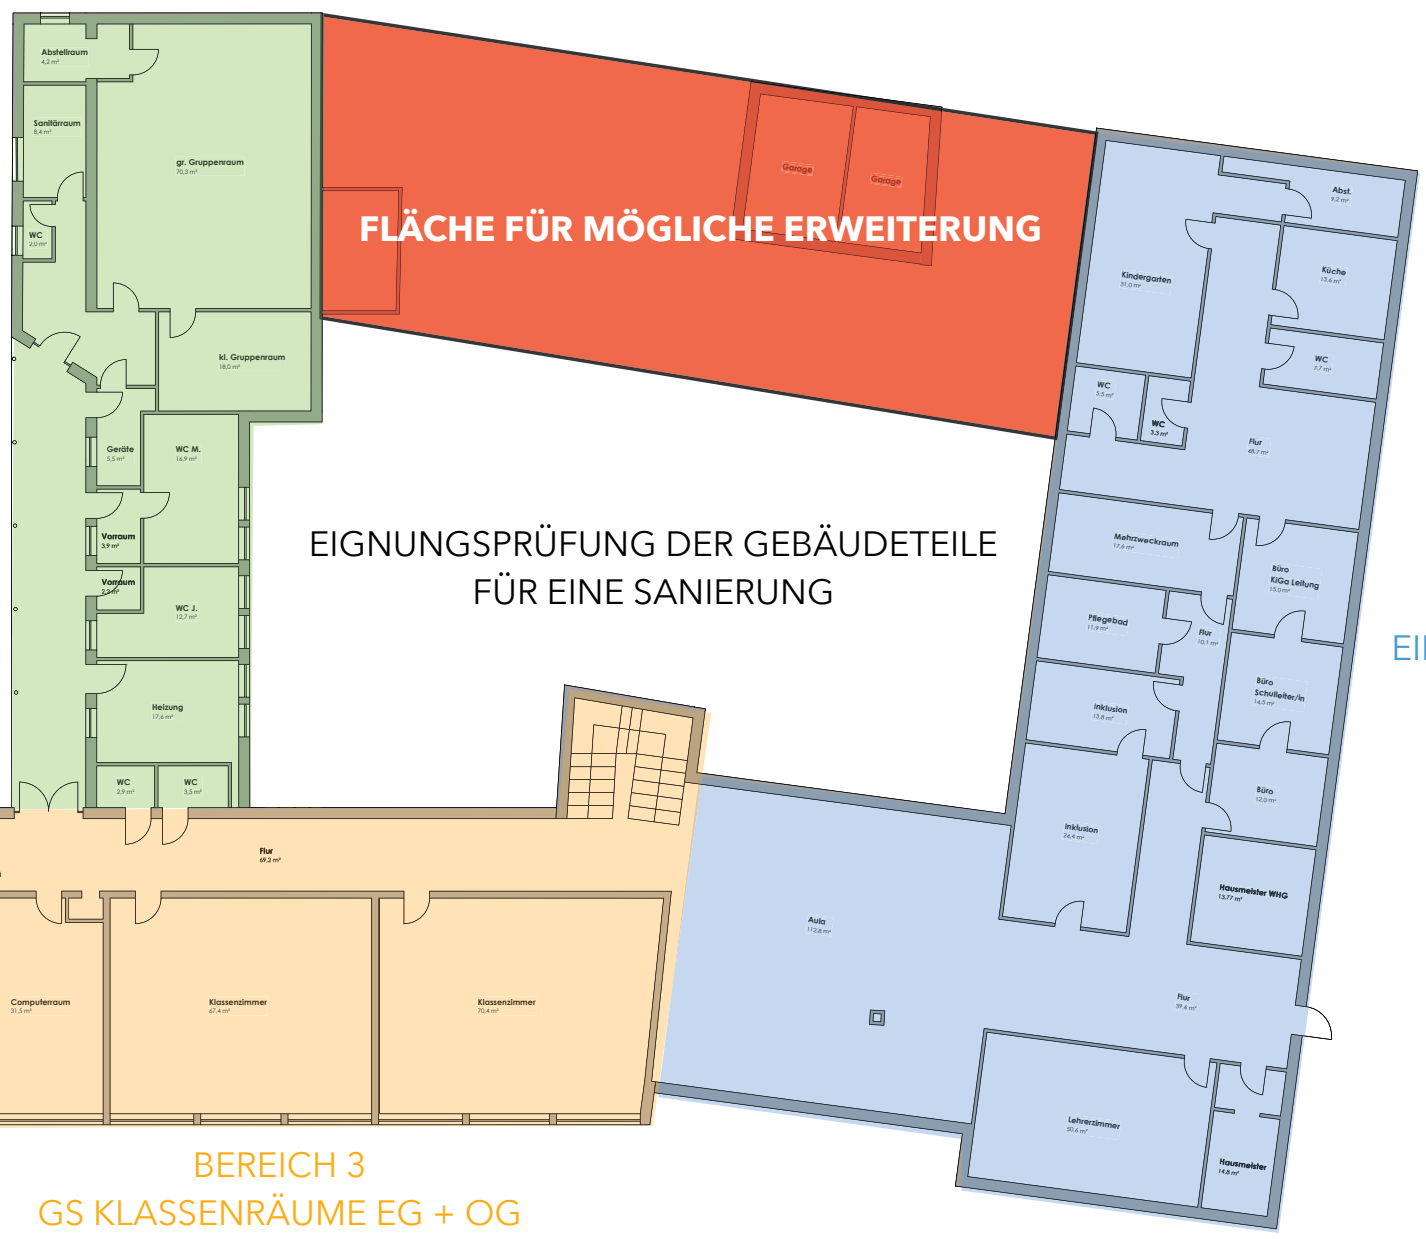 Abstellraum
4,2 m²
Sanitärraum
8,4 m²
WC
2,0 m²
gr. Gruppenraum
70,3 m²
kl. Gruppenraum
18,0 m²
Geräte
5,5 m²
WC M.
16,9 m²
Vorraum
3,9 m²
Vorraum
WC J.
12,7 m²
Heizung
17,6 m²
WC
2,9 m²
WC
3,5 m²
Garage
Garage
FLÄCHE FÜR MÖGLICHE ERWEITERUNG
EIGNUNGSPRÜFUNG DER GEBÄUDETEILE
FÜR EINE SANIERUNG
Abst.
9,2 m²
Kindergarten
31,0 m²
Küche
13,6 m²
WC
7,7 m²
WC
5,5 m²
WC
3,3 m²
Flur
48,7 m²
Mehrzweckraum
17,6 m²
Büro
KiGa Leitung
15,0 m²
Pflegebad
11,9 m²
Flur
10,1 m²
Büro
Schulleiter/in
14,5 m²
inklusion
13,8 m²
Büro
12,0 m²
inklusion
24,4 m²
Hausmeister WHG
13,77 m²
Aula
112,8 m²
Flur
39,6 m²
Lehrerzimmer
50,6 m²
Hausmeister
14,8 m²
EI
Flur
69,2 m²
Computerraum
31,5 m²
Klassenzimmer
67,4 m²
Klassenzimmer
70,4 m²
BEREICH 3
GS KLASSENRÄUME EG + OG